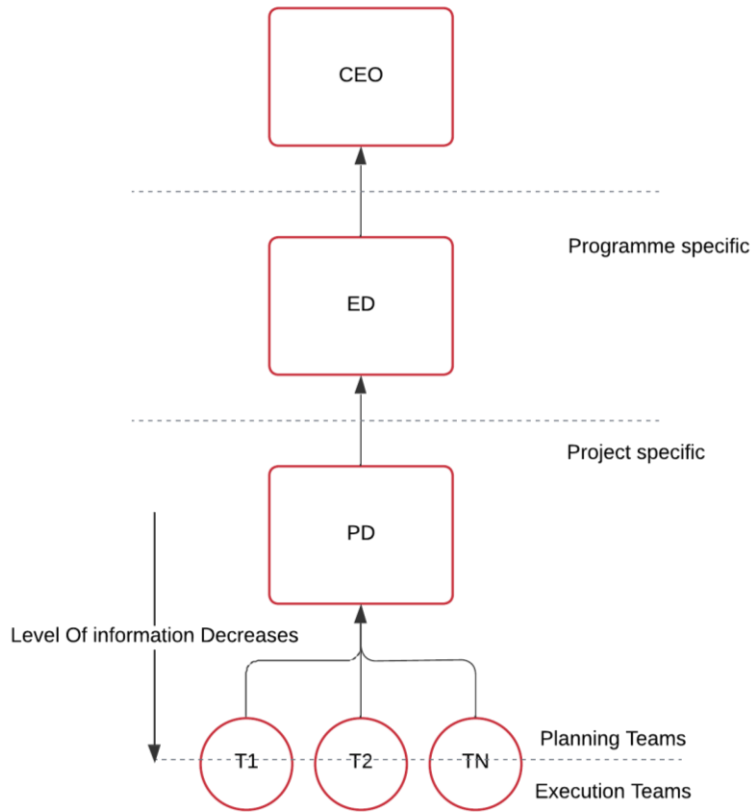 CEO
Programme specific
ED
Project specific
PD
Level Of information Decreases
T1
T2
TN
Planning Teams
Execution Teams